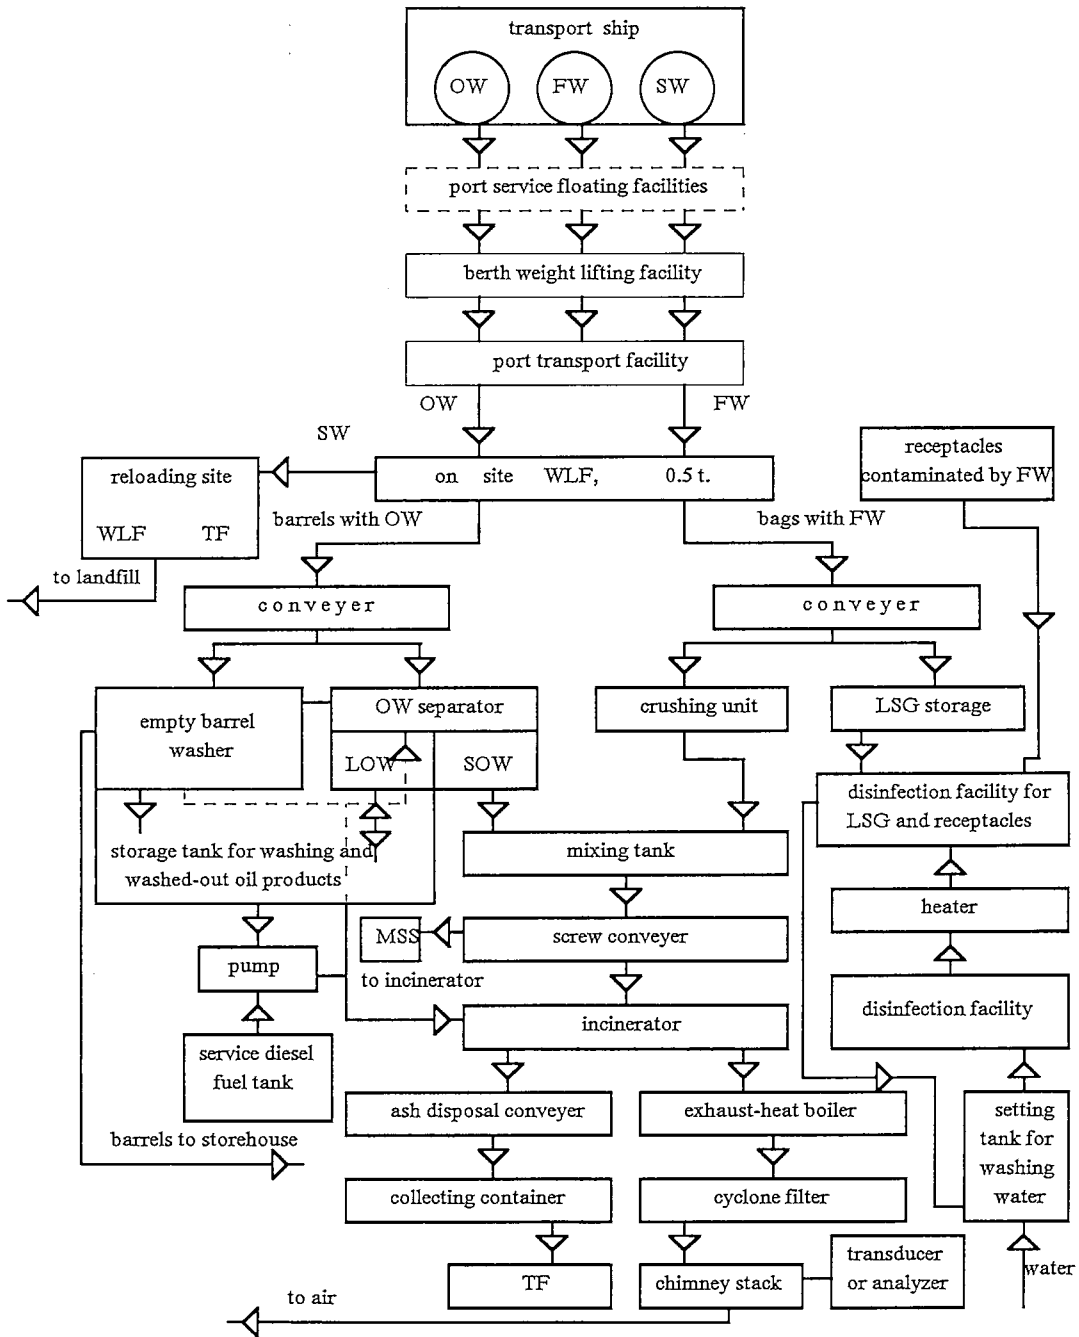 transport ship
OW FW SW
port service floating facilities
berth weight lifting facility
port transport facility
OW FW
SW
reloading site
WLF TF
on site WLF, 0.5 t.
receptacles
contaminated by FW
barrels with OW
bags with FW
to landfill
conveyer
conveyer
empty barrel
washer
OW separator
LOW SOW
crushing unit
LSG storage
storage tank for washing and
washed-out oil products
mixing tank
disinfection facility for
LSG and receptacles
heater
MSS
screw conveyer
pump
to incinerator
incinerator
disinfection facility
service diesel
fuel tank
ash disposal conveyer
exhaust-heat boiler
setting
tank for
washing
water
barrels to storehouse
collecting container
cyclone filter
TF
chimney stack
transducer
or analyzer
water
to air